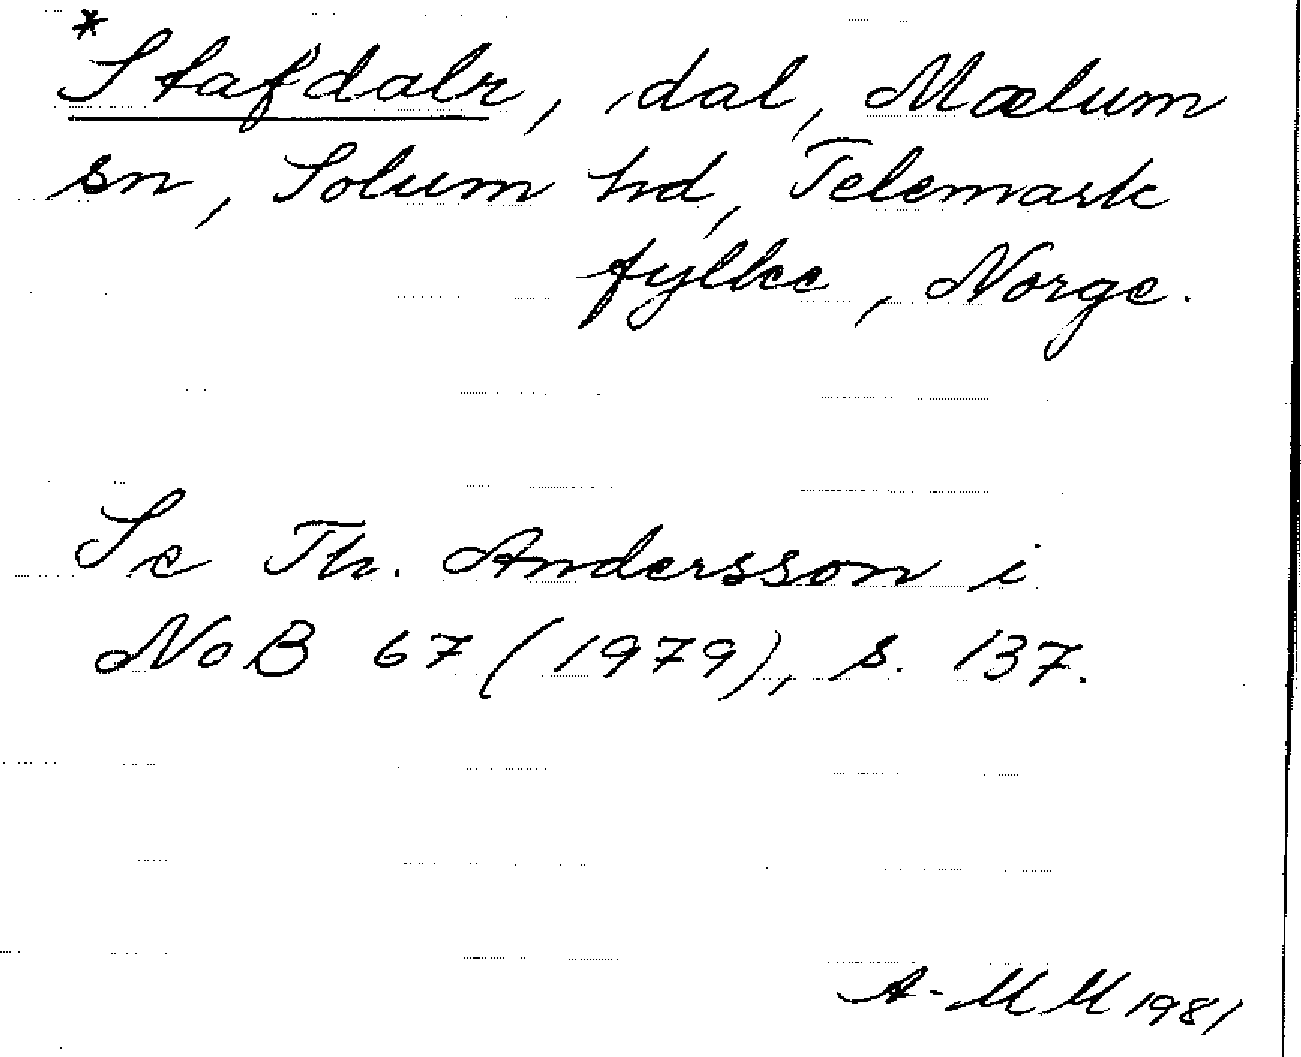 *Stafdalr, dal, Mælum
sn, Solum hd, Telemark
fylke, Norge.
Se Th. Andersson i
NoB 67 (1979), s. 137.
A-MM 1981